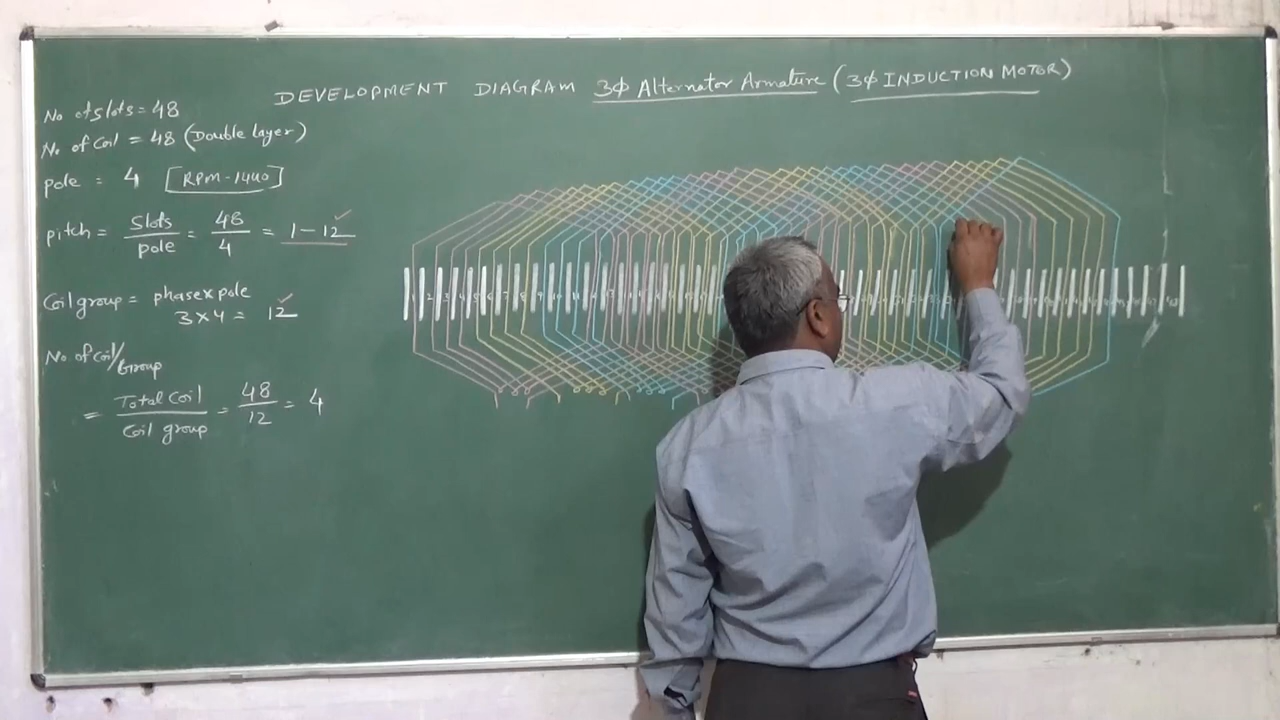 DEVELOPMENT DIAGRAM 3Φ Alternator Armature (3Φ INDUCTION MOTOR)
No of slots = 48
No of Coil = 48 (Double layer)
pole = 4 [RPM-1440]
pitch = Slots/pole = 48/4 = 1 - 12 ✓
Coil group = phase x pole
3 x 4 = 12 ✓
No. of coil/Group
= Total Coil/Coil group = 48/12 = 4